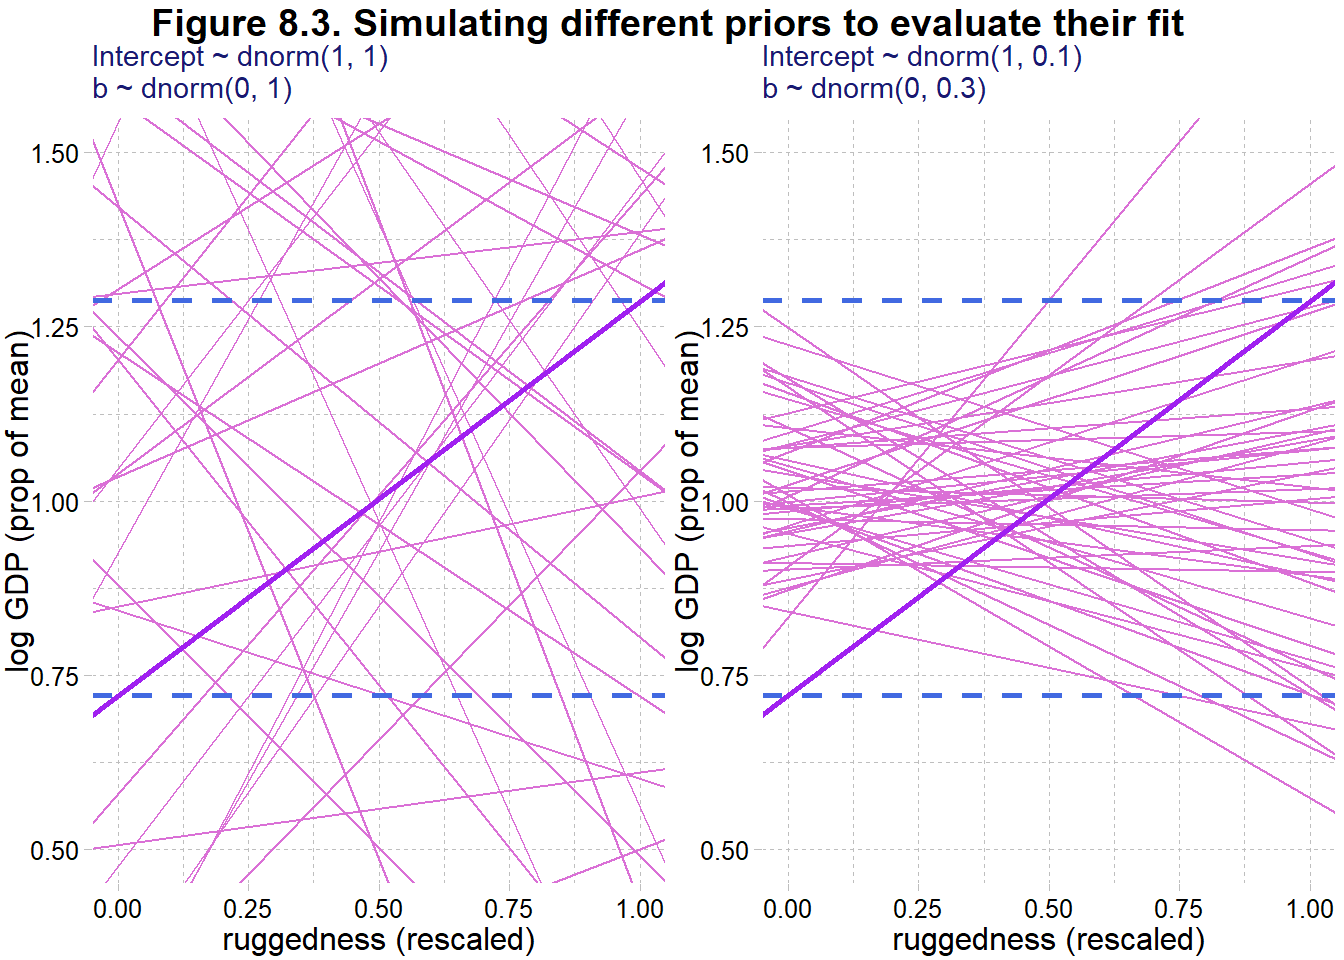 Figure 8.3. Simulating different priors to evaluate their fit
Intercept ~ dnorm(1, 1)
b ~ dnorm(0, 1)
log GDP (prop of mean)
1.50
1.25
1.00
0.75
0.50
0.00 0.25 0.50 0.75 1.00
ruggedness (rescaled)
Intercept ~ dnorm(1, 0.1)
b ~ dnorm(0, 0.3)
log GDP (prop of mean)
1.50
1.25
1.00
0.75
0.50
0.00 0.25 0.50 0.75 1.00
ruggedness (rescaled)